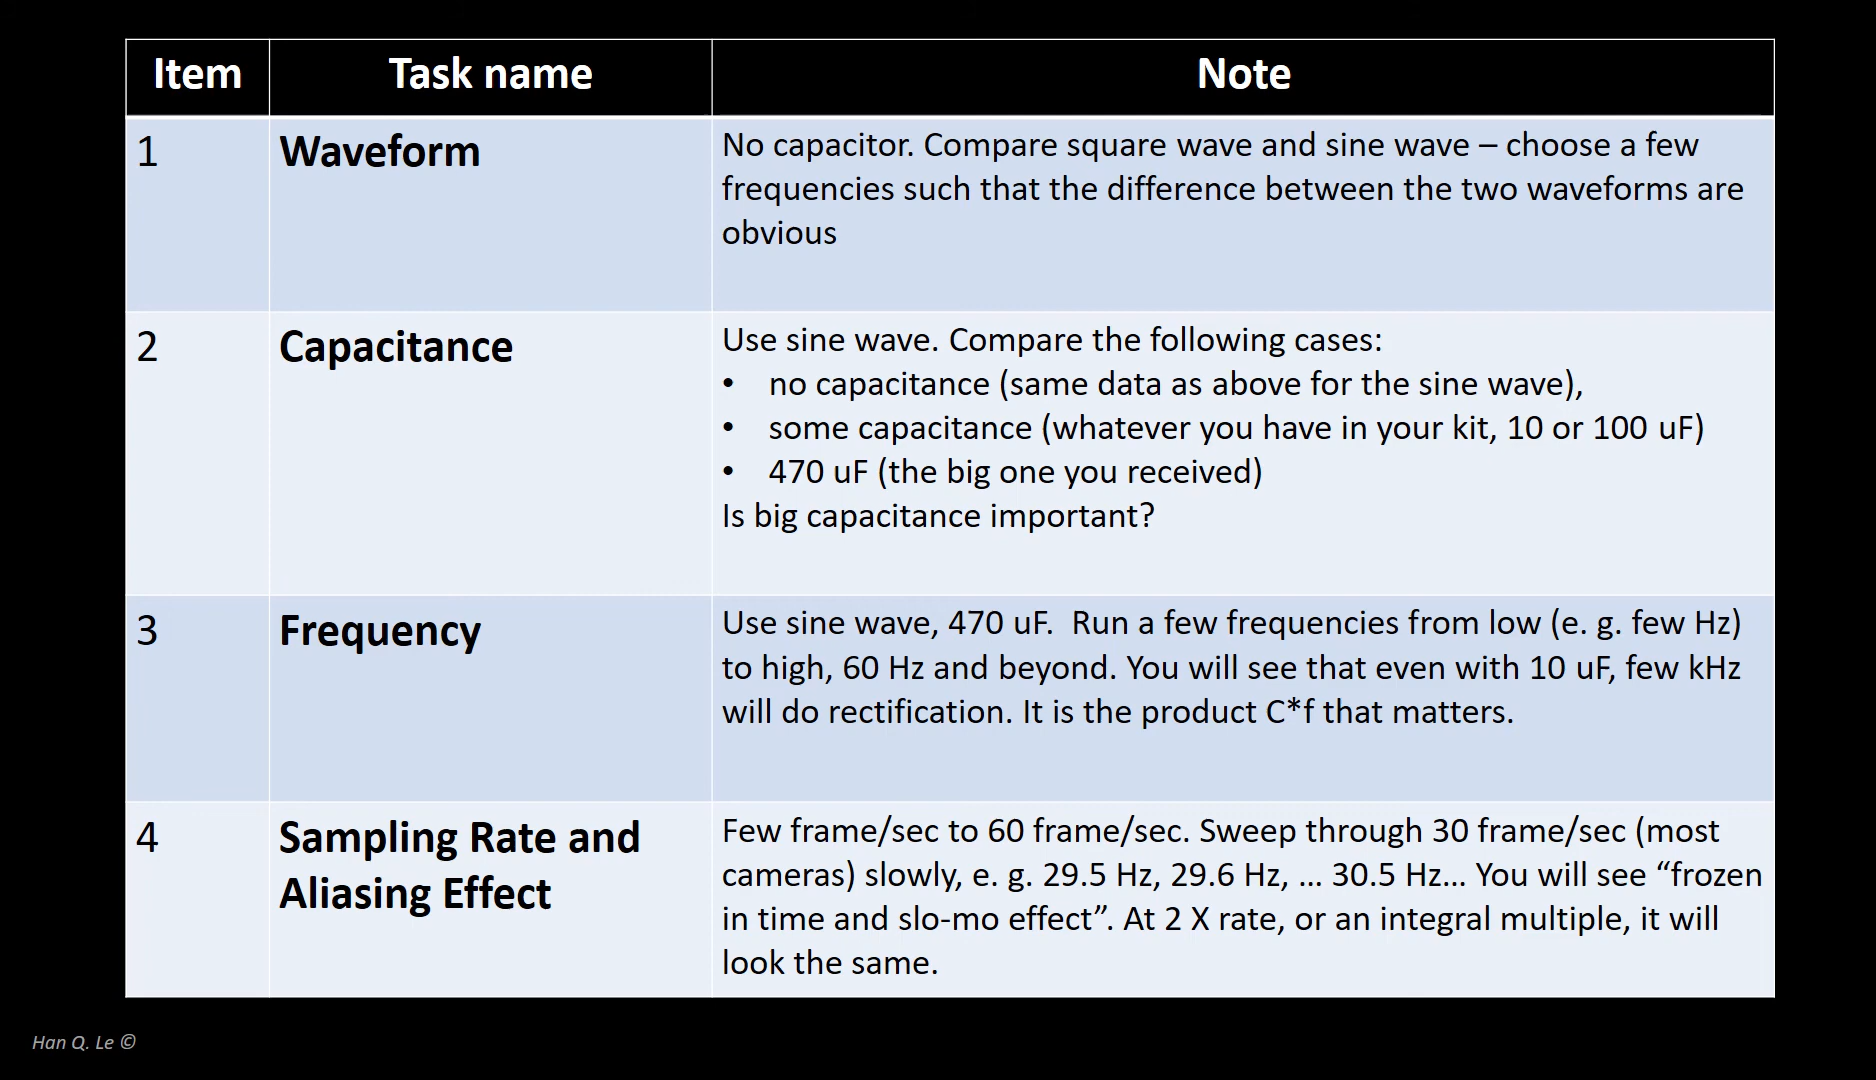 Item Task name Note
1 Waveform No capacitor. Compare square wave and sine wave – choose a few
frequencies such that the difference between the two waveforms are
obvious
2 Capacitance Use sine wave. Compare the following cases:
• no capacitance (same data as above for the sine wave),
• some capacitance (whatever you have in your kit, 10 or 100 uF)
• 470 uF (the big one you received)
Is big capacitance important?
3 Frequency Use sine wave, 470 uF.  Run a few frequencies from low (e. g. few Hz)
to high, 60 Hz and beyond. You will see that even with 10 uF, few kHz
will do rectification. It is the product C*f that matters.
4 Sampling Rate and Few frame/sec to 60 frame/sec. Sweep through 30 frame/sec (most
Aliasing Effect cameras) slowly, e. g. 29.5 Hz, 29.6 Hz, … 30.5 Hz… You will see “frozen
in time and slo-mo effect”. At 2 X rate, or an integral multiple, it will
look the same.
Han Q. Le ©